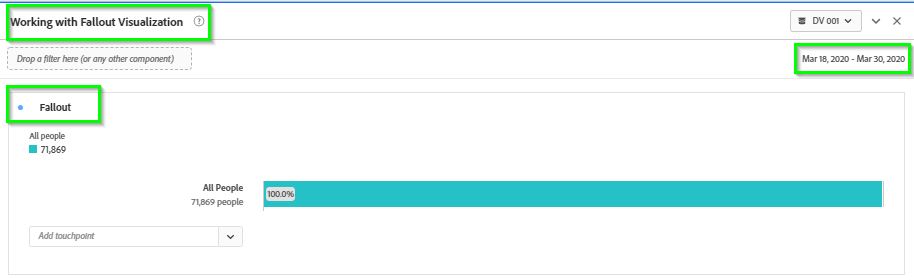 Working with Fallout Visualization ?
DV 001
Drop a filter here (or any other component)
Mar 18, 2020 - Mar 30, 2020
Fallout
All people
71,869
All People
71,869 people
100.0%
Add touchpoint